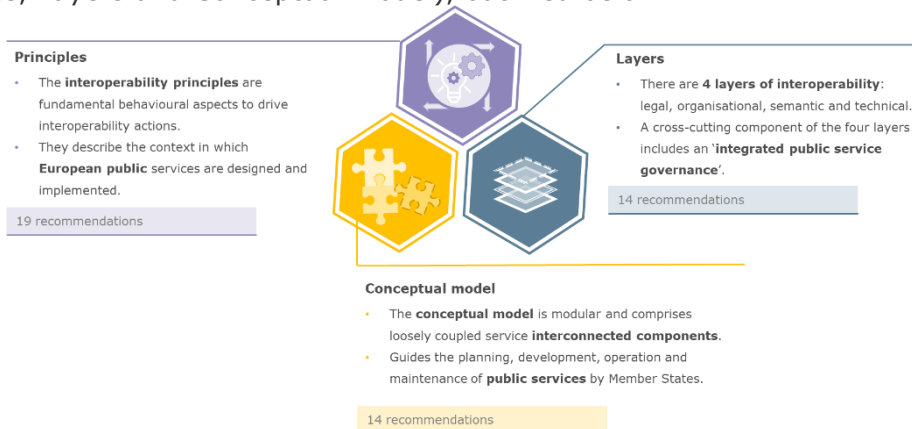 Principles
• The interoperability principles are
fundamental behavioural aspects to drive
interoperability actions.
• They describe the context in which
European public services are designed and
implemented.
19 recommendations
Layers
• There are 4 layers of interoperability:
legal, organisational, semantic and technical.
• A cross-cutting component of the four layers
includes an ‘integrated public service
governance’.
14 recommendations
Conceptual model
• The conceptual model is modular and comprises
loosely coupled service interconnected components.
• Guides the planning, development, operation and
maintenance of public services by Member States.
14 recommendations